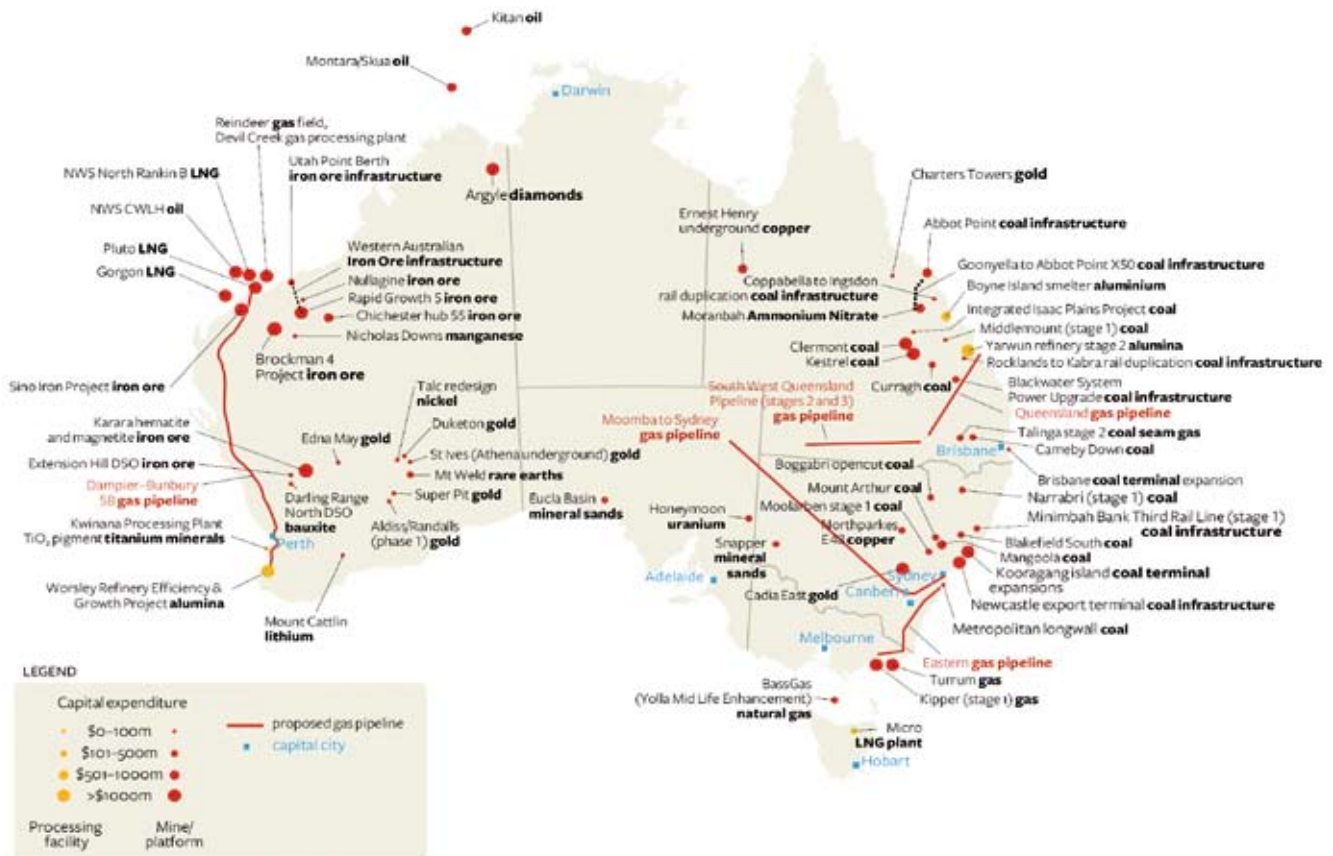 Kitan oil
Montara/Skua oil
Darwin
Reindeer gas field,
Devil Creek gas processing plant
Utah Point Berth
iron ore infrastructure
NWS North Rankin B LNG
NWS CWLH oil
Pluto LNG
Gorgon LNG
Argyle diamonds
Western Australian
Iron Ore infrastructure
Nullagine iron ore
Rapid Growth 5 iron ore
Chichester hub 55 iron ore
Nicholas Downs manganese
Brockman 4
Project iron ore
Sino Iron Project iron ore
Ernest Henry
underground copper
Charters Towers gold
Abbot Point coal infrastructure
Goonyella to Abbot Point X50 coal infrastructure
Coppabella to Ingsdon
rail duplication coal infrastructure
Boyne Island smelter aluminium
Moranbah Ammonium Nitrate
Integrated Isaac Plains Project coal
Middlemount (stage 1) coal
Clermont coal
Yarwun refinery stage 2 alumina
Kestrel coal
Rocklands to Kabra rail duplication coal infrastructure
Curragh coal
Blackwater System
Power Upgrade coal infrastructure
Queensland gas pipeline
South West Queensland
Pipeline (stages 2 and 3)
gas pipeline
Moomba to Sydney
gas pipeline
Talinga stage 2 coal seam gas
Brisbane
Cameby Down coal
Brisbane coal terminal expansion
Talc redesign
nickel
Duketon gold
Karara hematite
and magnetite iron ore
Edna May gold
St Ives (Athena underground) gold
Extension Hill DSO iron ore
Mt Weld rare earths
Dampier-Bunbury
5B gas pipeline
Darling Range
North DSO
bauxite
Super Pit gold
Aldiss/Randalls
(phase 1) gold
Kwinana Processing Plant
TiO₂ pigment titanium minerals
Perth
Worsley Refinery Efficiency &
Growth Project alumina
Mount Cattlin
lithium
Eucla Basin
mineral sands
Boggabri opencut coal
Mount Arthur coal
Narrabri (stage 1) coal
Moolarben stage 1 coal
Honeymoon
uranium
Northparkes
E48 copper
Minimbah Bank Third Rail Line (stage 1)
coal infrastructure
Blakefield South coal
Snapper
mineral
sands
Mangoola coal
Kooragang island coal terminal
expansions
Adelaide
Sydney
Canberra
Cadia East gold
Newcastle export terminal coal infrastructure
Metropolitan longwall coal
Melbourne
Eastern gas pipeline
Turrum gas
Kipper (stage 1) gas
BassGas
(Yolla Mid Life Enhancement)
natural gas
Micro
LNG plant
Hobart
LEGEND
Capital expenditure
$0-100m
$101-500m
$501-1000m
>$1000m
Processing
facility
Mine/
platform
proposed gas pipeline
capital city